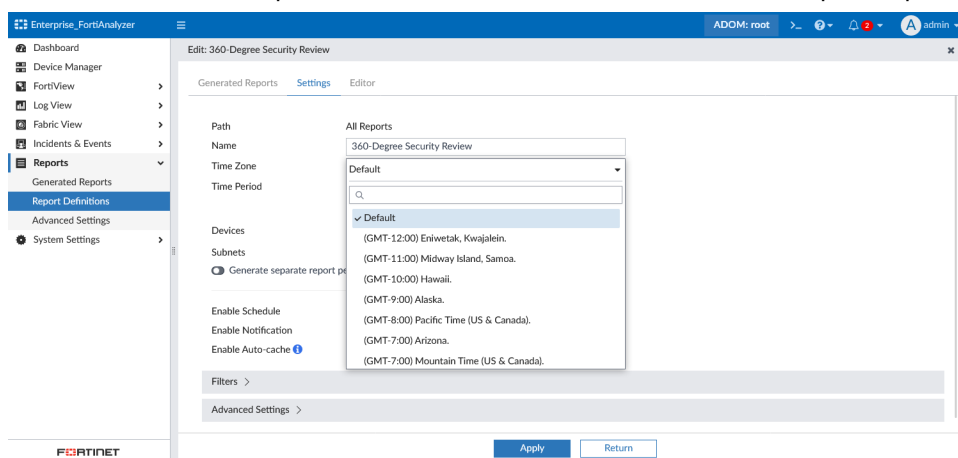 Enterprise_FortiAnalyzer
ADOM: root
>_
?
2
A admin
Dashboard
Device Manager
FortiView
Log View
Fabric View
Incidents & Events
Reports
Generated Reports
Report Definitions
Advanced Settings
System Settings
FORTINET
Edit: 360-Degree Security Review
Generated Reports Settings Editor
Path All Reports
Name 360-Degree Security Review
Time Zone Default
Time Period
Default
(GMT-12:00) Eniwetak, Kwajalein.
(GMT-11:00) Midway Island, Samoa.
(GMT-10:00) Hawaii.
(GMT-9:00) Alaska.
(GMT-8:00) Pacific Time (US & Canada).
(GMT-7:00) Arizona.
(GMT-7:00) Mountain Time (US & Canada).
Devices
Subnets
Generate separate report
Enable Schedule
Enable Notification
Enable Auto-cache
Filters >
Advanced Settings >
Apply Return